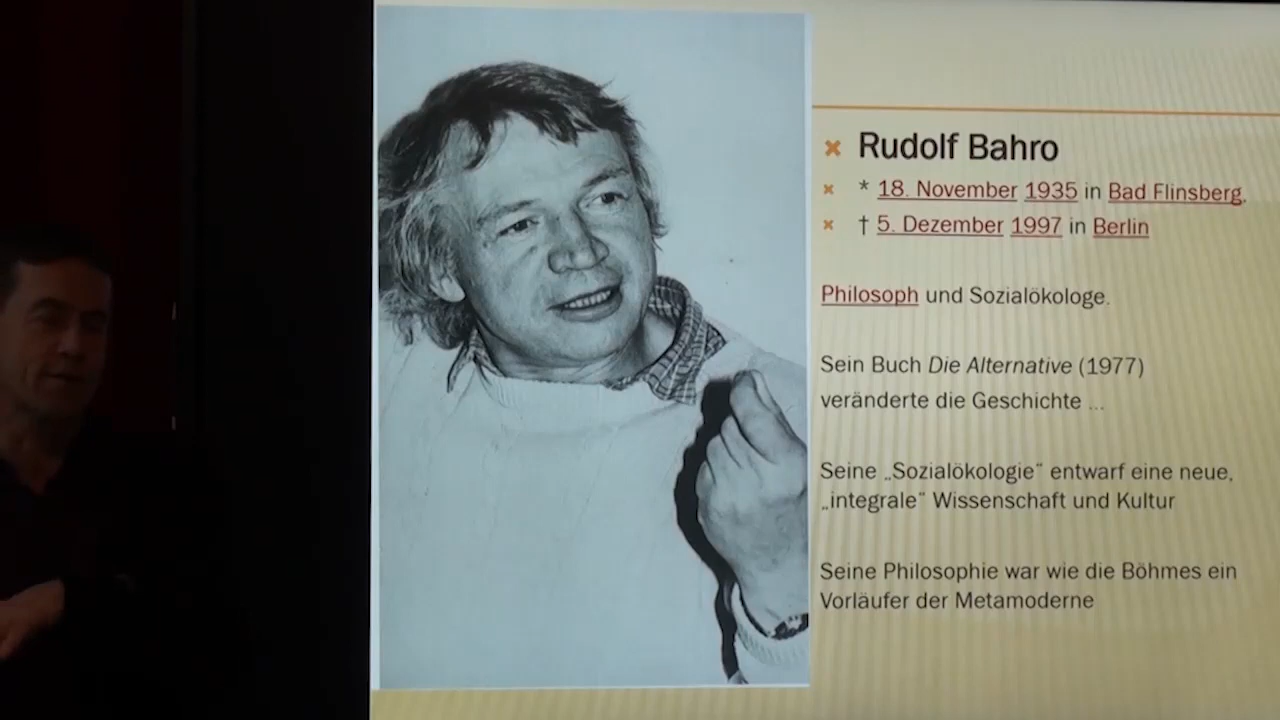 Rudolf Bahro
* 18. November 1935 in Bad Flinsberg,
† 5. Dezember 1997 in Berlin
Philosoph und Sozialökologe.
Sein Buch Die Alternative (1977)
veränderte die Geschichte ...
Seine „Sozialökologie“ entwarf eine neue,
„integrale“ Wissenschaft und Kultur
Seine Philosophie war wie die Böhmes ein
Vorläufer der Metamoderne